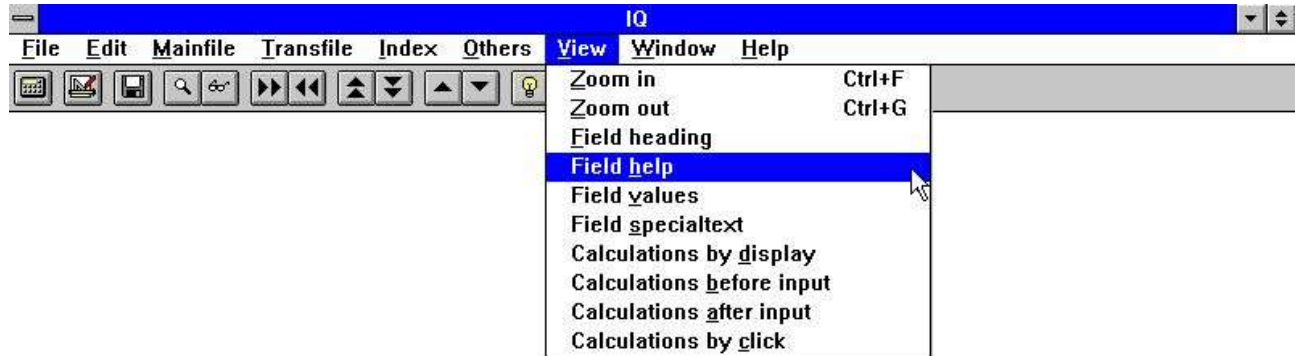 IQ
File Edit Mainfile Transfile Index Others View Window Help
Zoom in Ctrl+F
Zoom out Ctrl+G
Field heading
Field help
Field values
Field specialtext
Calculations by display
Calculations before input
Calculations after input
Calculations by click